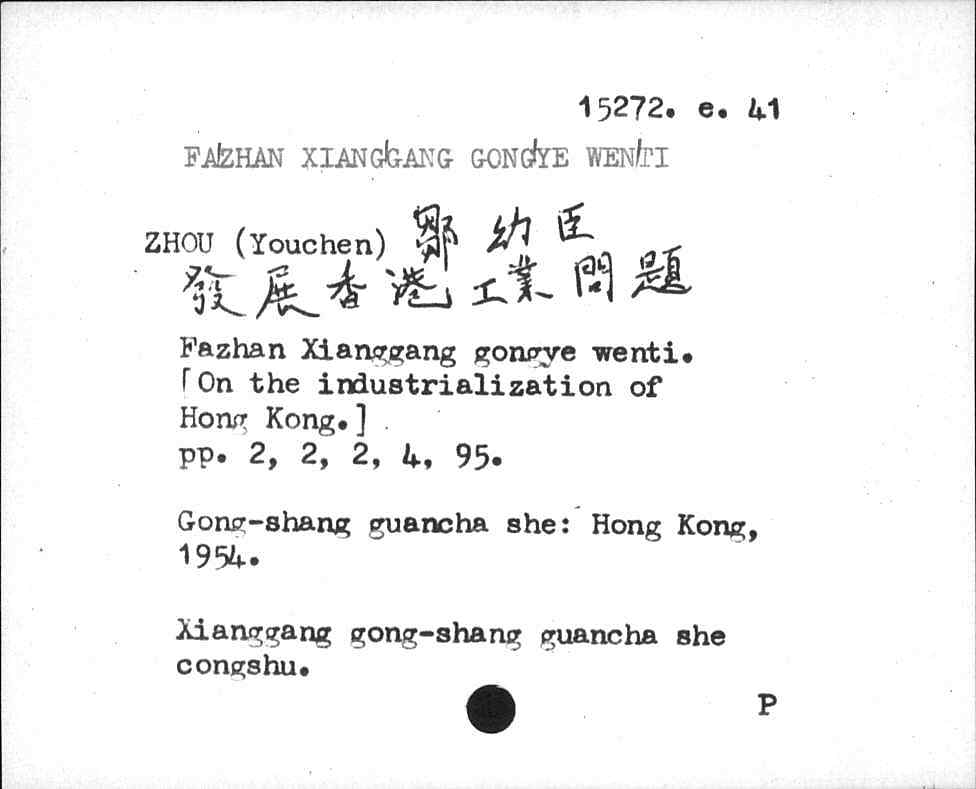 15272. e. 41
FAZHAN XIANGGANG GONGYE WENTI
ZHOU (Youchen) 鄒幼臣
發展香港工業問題
Fazhan Xianggang gongye wenti.
[On the industrialization of
Hong Kong.]
pp. 2, 2, 2, 4, 95.
Gong-shang guancha she: Hong Kong,
1954.
Xianggang gong-shang guancha she
congshu.
P